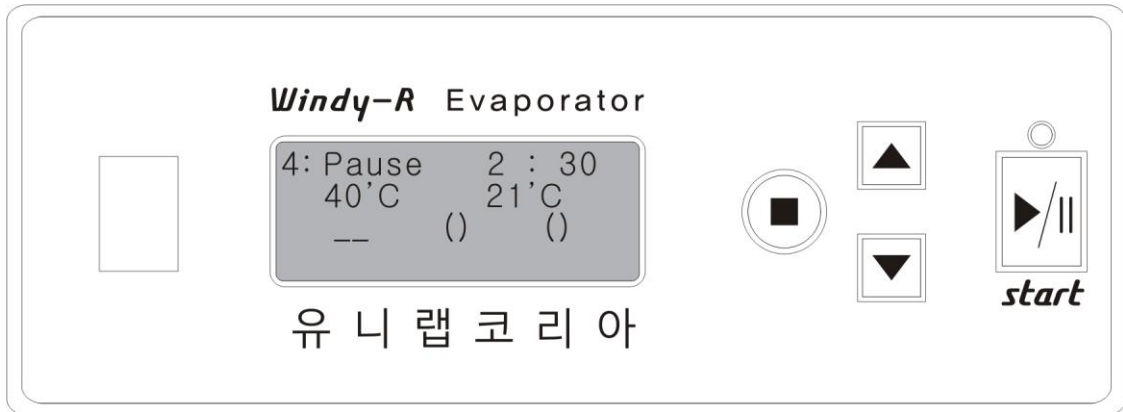 Windy-R Evaporator
4: Pause 2 : 30
40'C 21'C
__ () ()
start
유니랩코리아